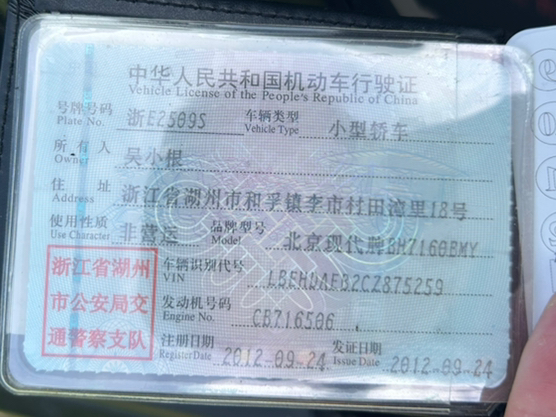 中华人民共和国机动车行驶证
Vehicle License of the People's Republic of China
号牌号码 浙E2509S 车辆类型 小型轿车
Plate No. Vehicle Type
所有人 吴小根
Owner
住址 浙江省湖州市和孚镇李市村田湾里18号
Address
使用性质 非营运 品牌型号 北京现代牌BH7160BMY
Use Character Model
浙江省湖州
市公安局交
通警察支队
车辆识别代号 LBEHDAEB2CZ875259
VIN
发动机号码 CB716506
Engine No.
注册日期 2012-09-24 发证日期 2012-09-24
Register Date Issue Date